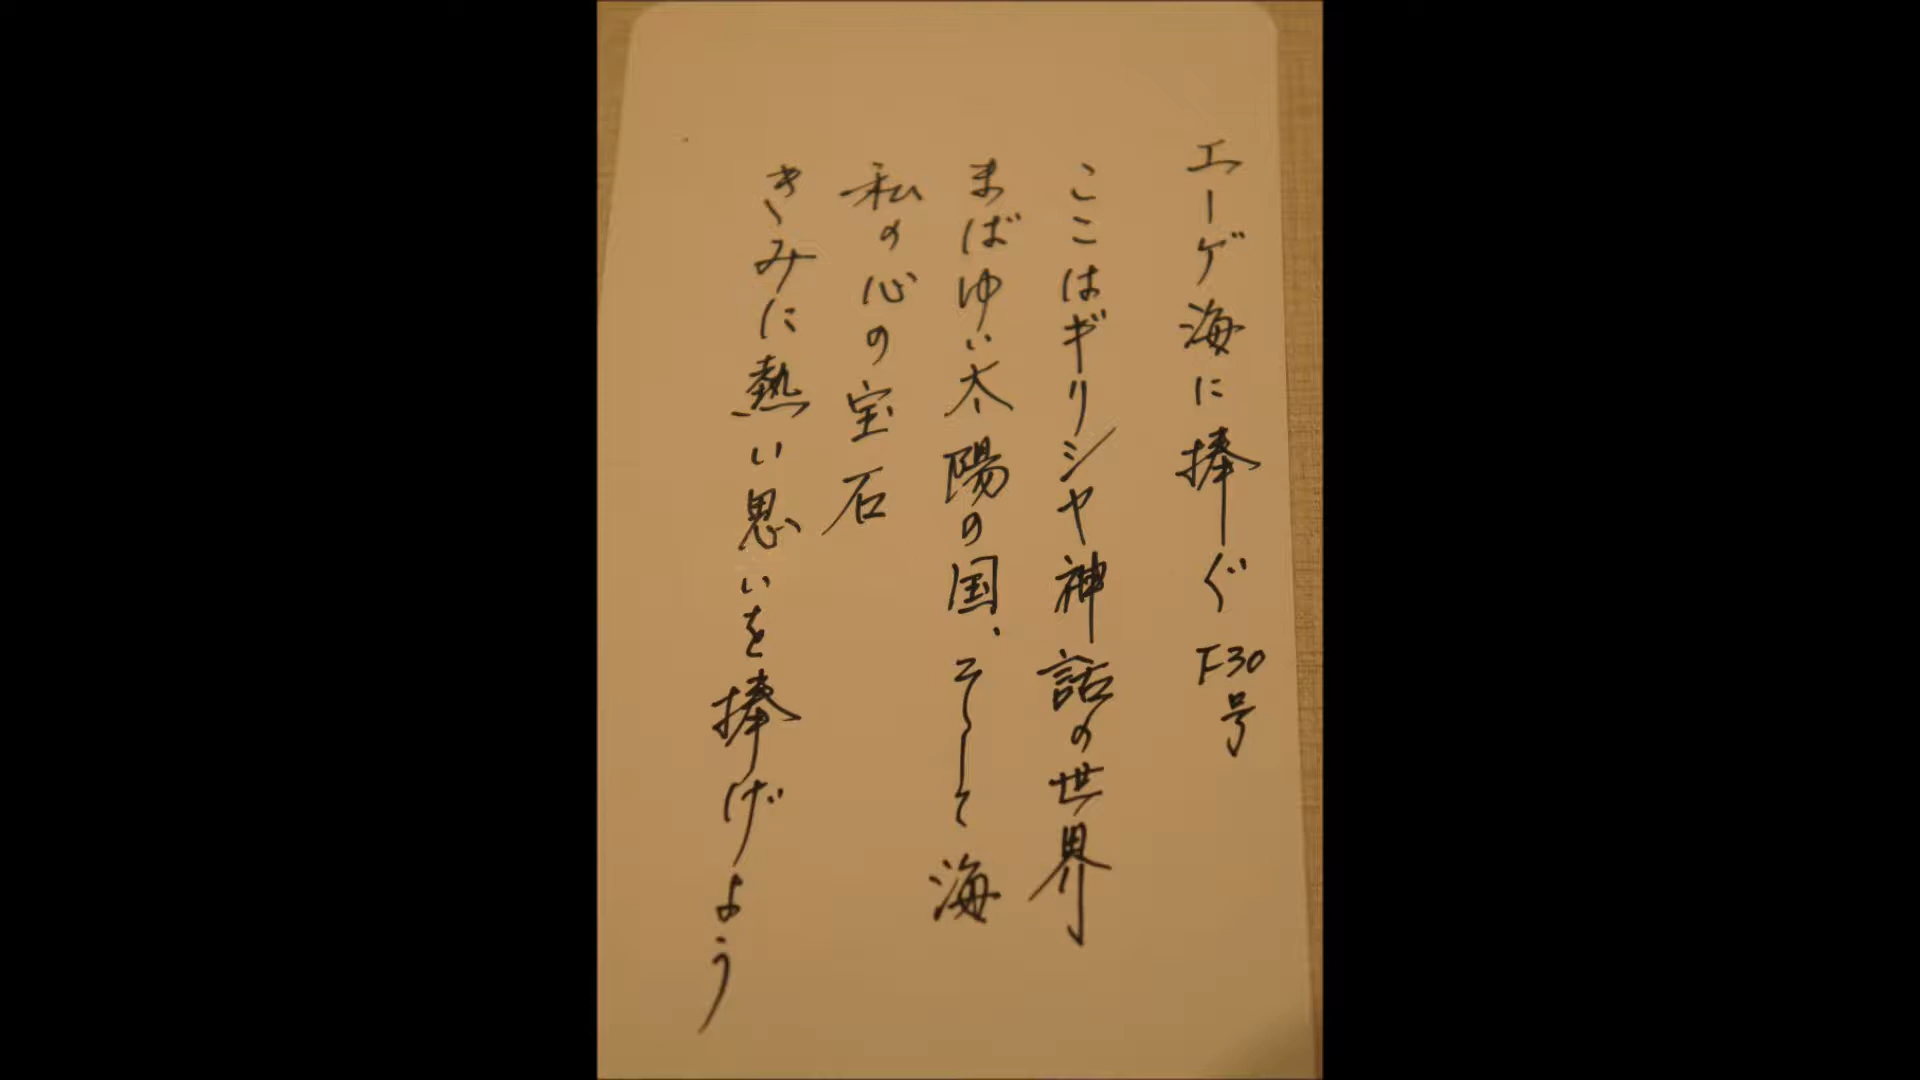 エーゲ海に捧ぐ F30号
ここはギリシャ神話の世界
まばゆい太陽の国、そして海
私の心の宝石
きみに熱い思いを捧げよう